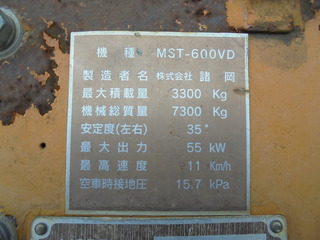 機種 MST-600VD
製造者名 株式会社 諸岡
最大積載量 3300 Kg
機械総質量 7300 Kg
安定度(左右) 35°
最大出力 55 kW
最高速度 11 Km/h
空車時接地圧 15.7 kPa